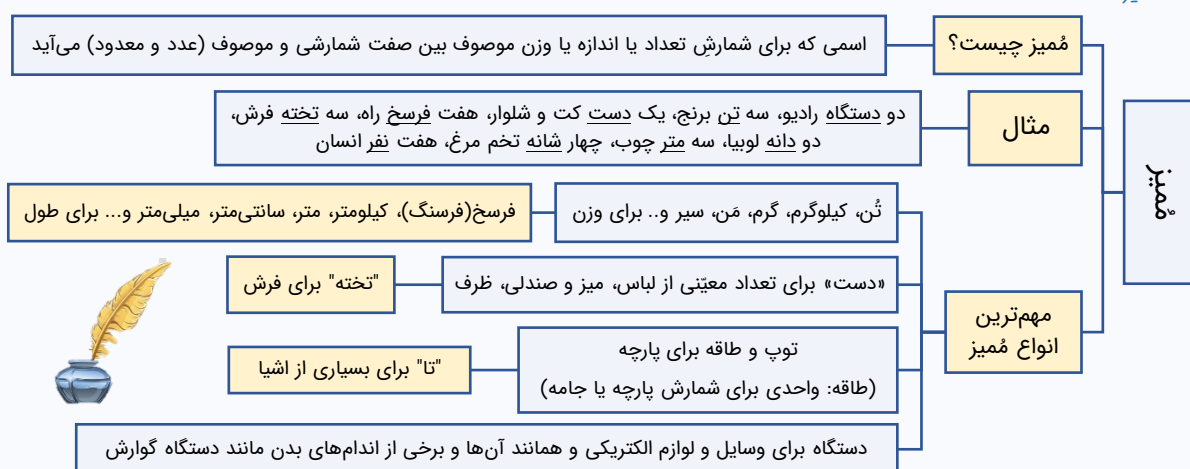 مُمیز
مُمیز چیست؟
اسمی که برای شمارشِ تعداد یا اندازه یا وزن موصوف بین صفت شمارشی و موصوف (عدد و معدود) می‌آید
مثال
دو دستگاه رادیو، سه تن برنج، یک دست کت و شلوار، هفت فرسخ راه، سه تخته فرش،
دو دانه لوبیا، سه متر چوب، چهار شانه تخم مرغ، هفت نفر انسان
مهم‌ترین
انواع مُمیز
تُن، کیلوگرم، گرم، مَن، سیر و.. برای وزن
فرسخ(فرسنگ)، کیلومتر، متر، سانتی‌متر، میلی‌متر و... برای طول
«دست» برای تعداد معیّنی از لباس، میز و صندلی، ظرف
"تخته" برای فرش
توپ و طاقه برای پارچه
(طاقه: واحدی برای شمارش پارچه یا جامه)
"تا" برای بسیاری از اشیا
دستگاه برای وسایل و لوازم الکتریکی و همانند آن‌ها و برخی از اندام‌های بدن مانند دستگاه گوارش